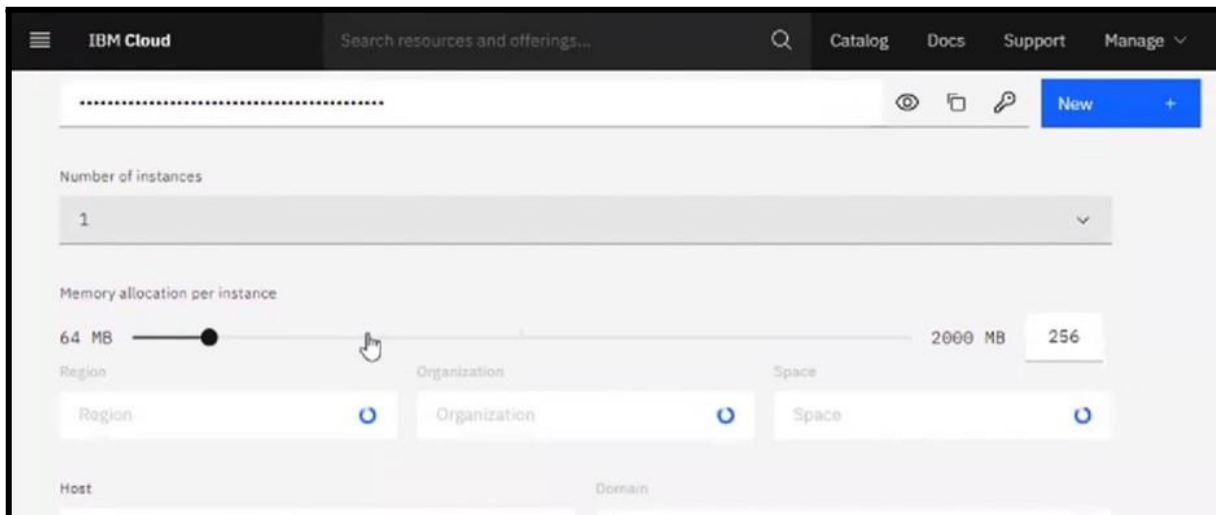 IBM Cloud Search resources and offerings... Catalog Docs Support Manage
•••••••••••••••••••••••••••••••••••••••••••• New +
Number of instances
1
Memory allocation per instance
64 MB 2000 MB 256
Region Organization Space
Region Organization Space
Host Domain